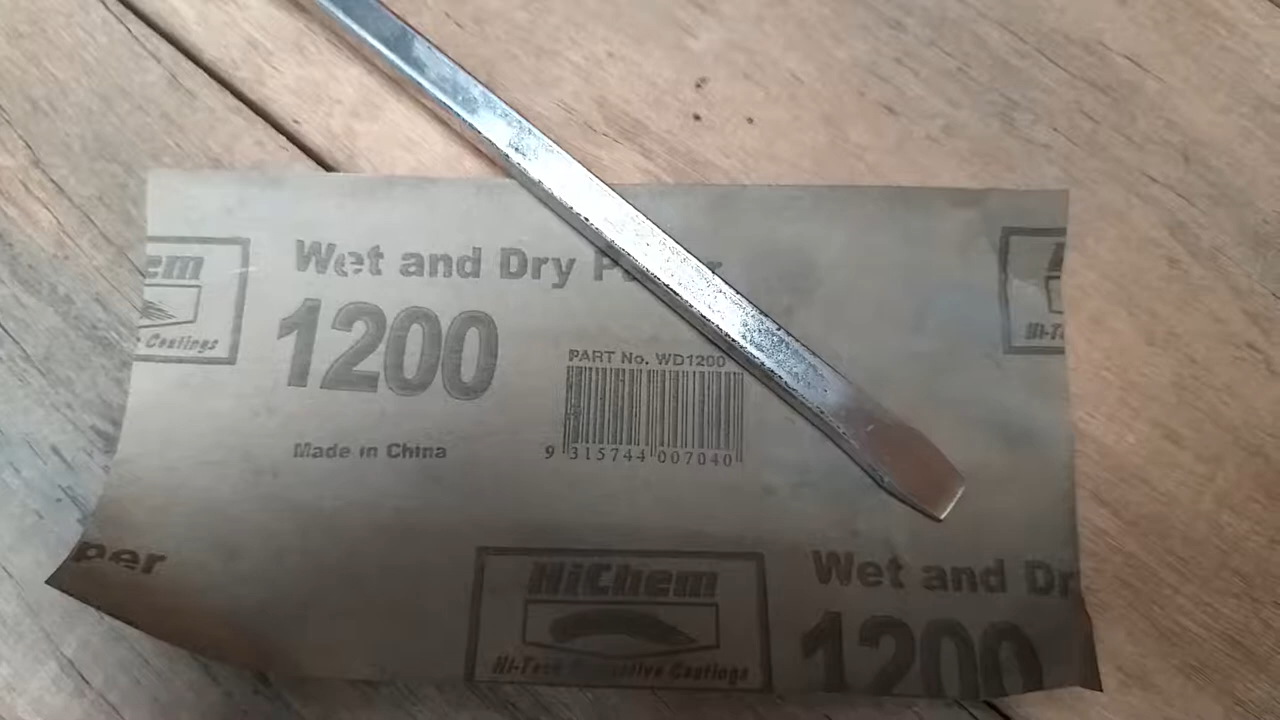 em
Coatings
Wet and Dry
1200
PART No. WD1200
9 315744 007040
Made in China
Hi-T
per
HiChem
Coatings
Wet and Dr
1200